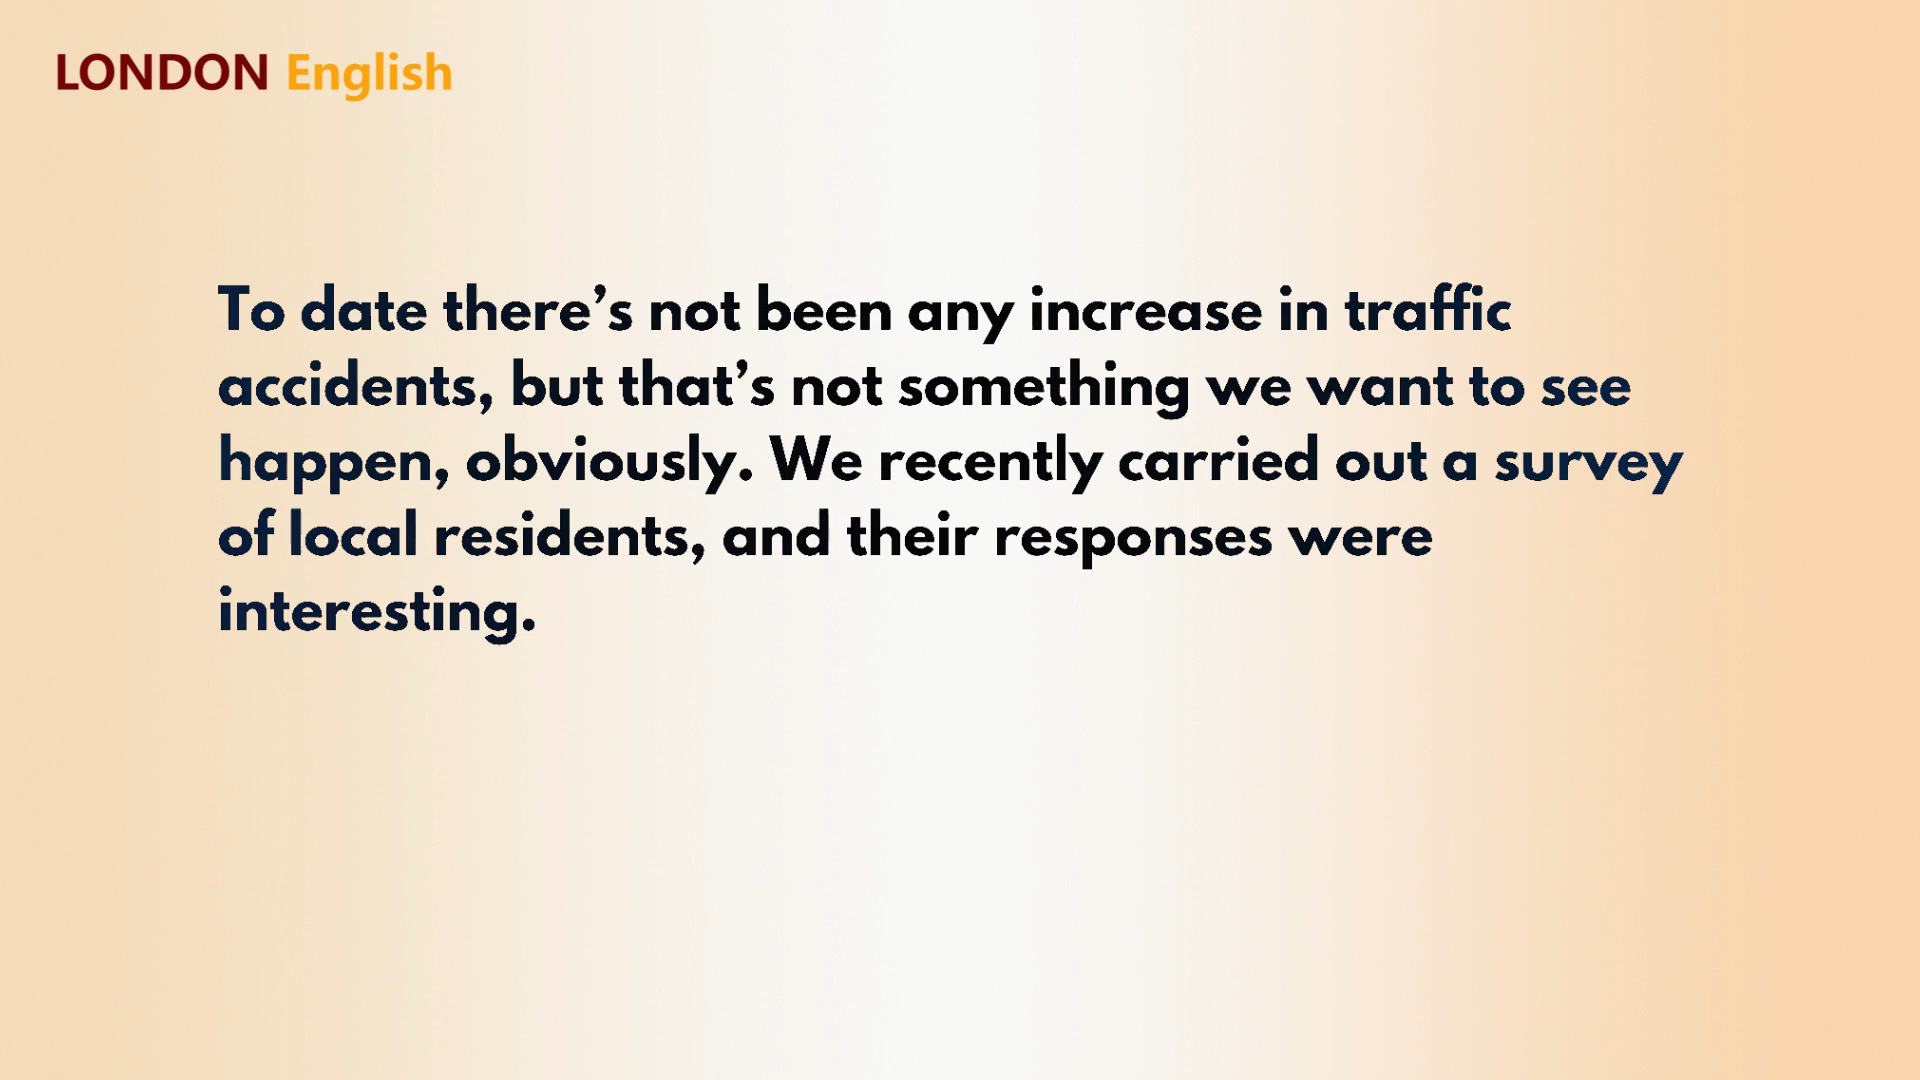 LONDON English
To date there’s not been any increase in traffic
accidents, but that’s not something we want to see
happen, obviously. We recently carried out a survey
of local residents, and their responses were
interesting.